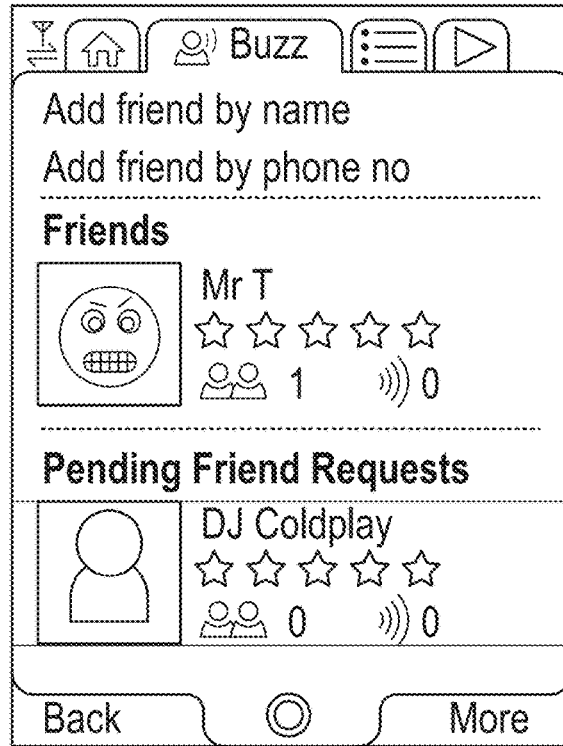 Buzz
Add friend by name
Add friend by phone no
Friends
Mr T
1 0
Pending Friend Requests
DJ Coldplay
0 0
Back More